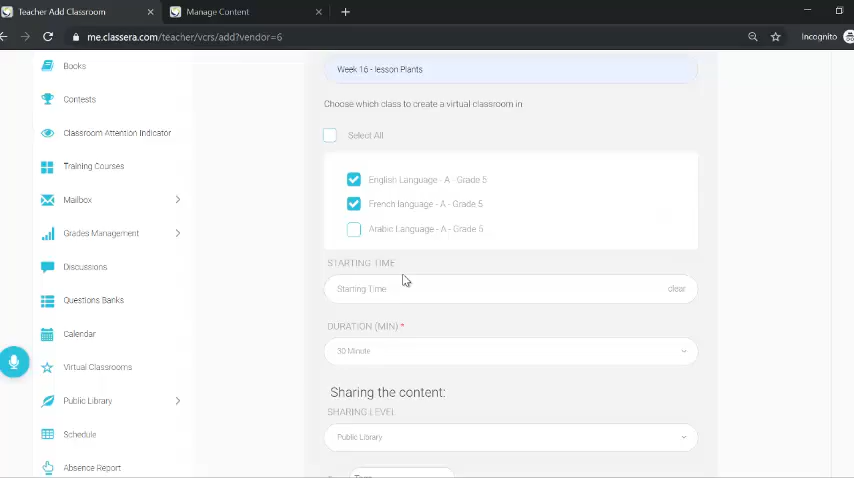 Teacher Add Classroom
Manage Content
me.classera.com/teacher/vcrs/add?vendor=6
Incognito
Books
Contests
Classroom Attention Indicator
Training Courses
Mailbox
Grades Management
Discussions
Questions Banks
Calendar
Virtual Classrooms
Public Library
Schedule
Absence Report
Week 16 - lesson Plants
Choose which class to create a virtual classroom in
Select All
English Language - A - Grade 5
French language - A - Grade 5
Arabic Language - A - Grade 5
STARTING TIME
Starting Time clear
DURATION (MIN) *
30 Minute
Sharing the content:
SHARING LEVEL
Public Library